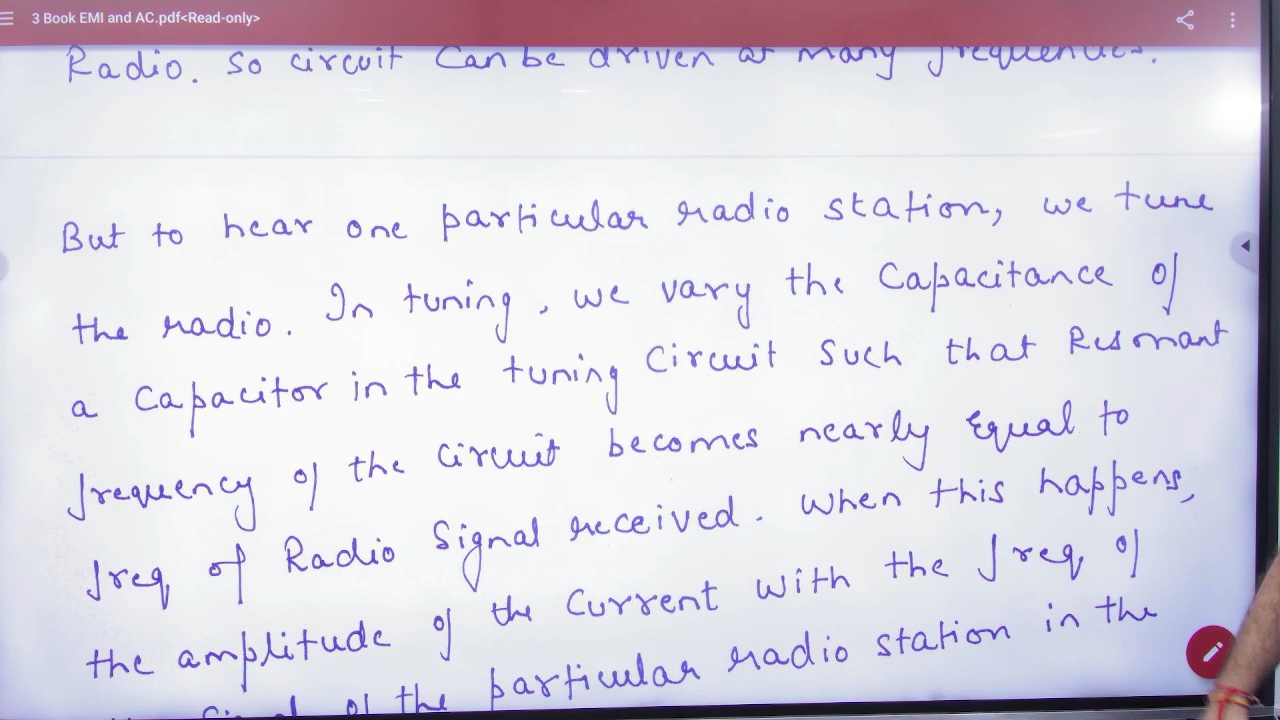 3 Book EMI and AC.pdf<Read-only>
Radio. So circuit Can be driven at many frequencies.
But to hear one particular radio station, we tune
the radio. In tuning, we vary the Capacitance of
a Capacitor in the tuning Circuit Such that Resonant
frequency of the circuit becomes nearly Equal to
freq of Radio Signal received. When this happens,
the amplitude of the Current with the freq of
Signal of the particular radio station in the